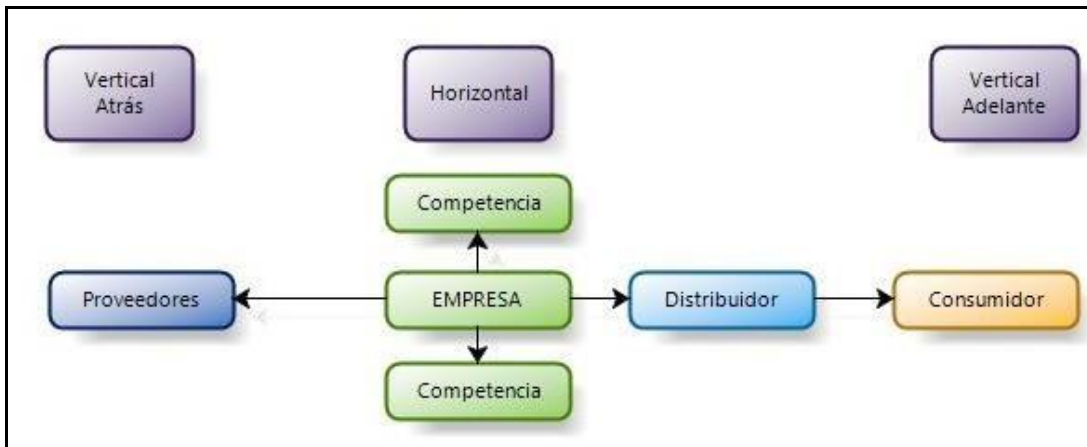 Vertical
Atrás
Horizontal
Vertical
Adelante
Competencia
Proveedores
EMPRESA
Distribuidor
Consumidor
Competencia